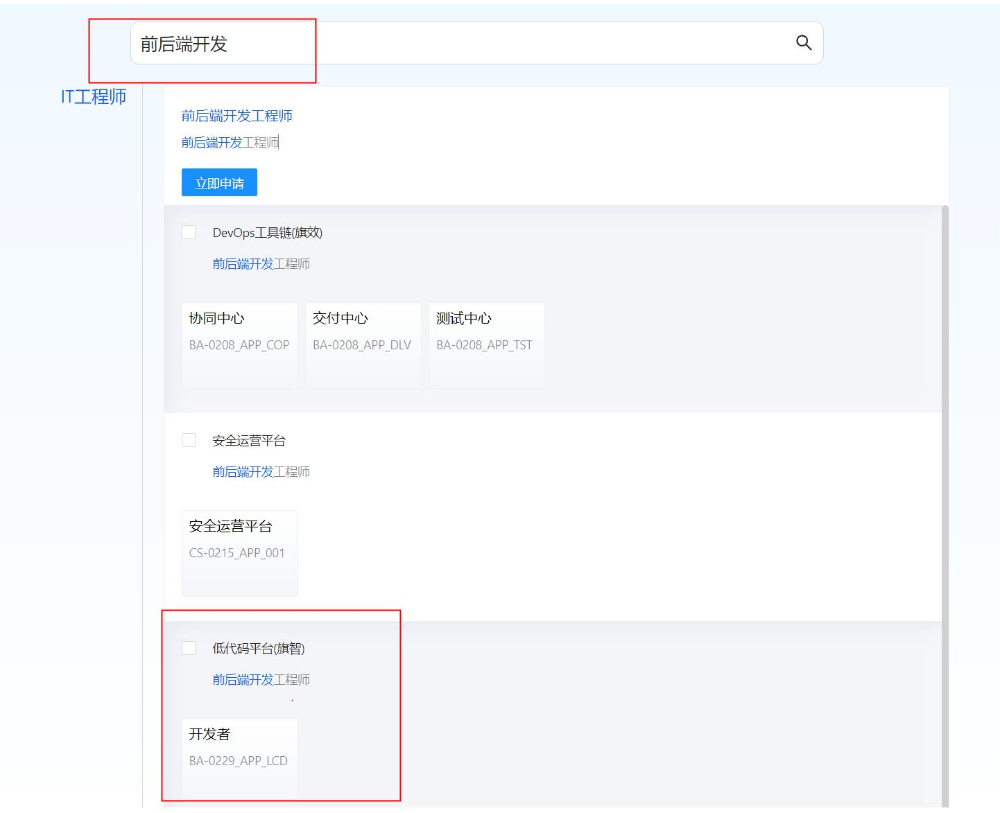 前后端开发
IT工程师
前后端开发工程师
前后端开发工程师
立即申请
DevOps工具链(旗效)
前后端开发工程师
协同中心
交付中心
测试中心
BA-0208_APP_COP
BA-0208_APP_DLV
BA-0208_APP_TST
安全运营平台
前后端开发工程师
安全运营平台
CS-0215_APP_001
低代码平台(旗智)
前后端开发工程师
开发者
BA-0229_APP_LCD